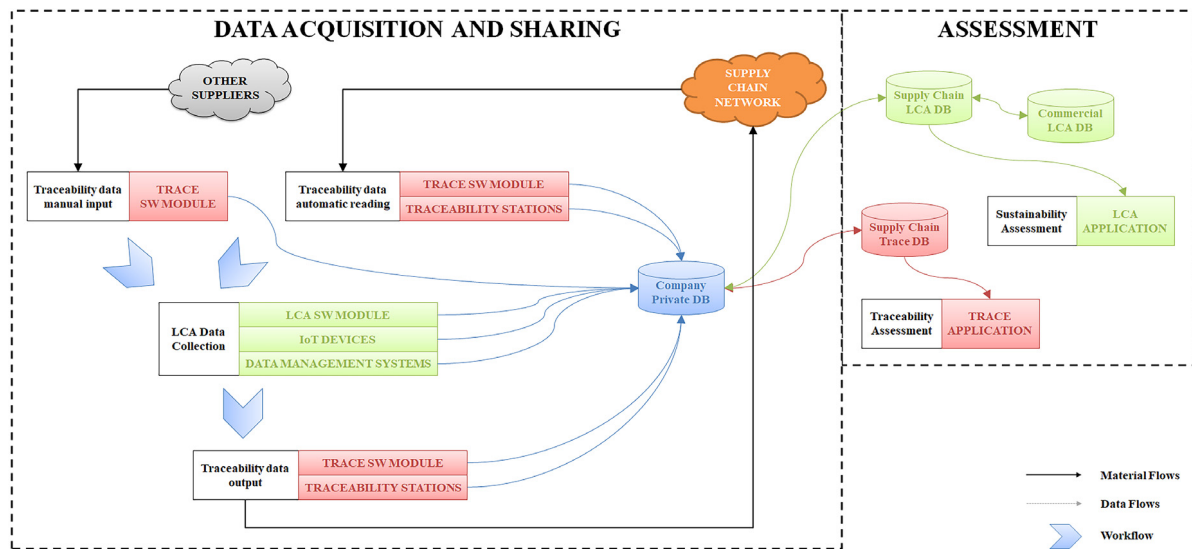 DATA ACQUISITION AND SHARING
ASSESSMENT
OTHER
SUPPLIERS
SUPPLY
CHAIN
NETWORK
Supply Chain
LCA DB
Commercial
LCA DB
Traceability data
manual input
TRACE
SW MODULE
Traceability data
automatic reading
TRACE SW MODULE
TRACEABILITY STATIONS
Sustainability
Assessment
LCA
APPLICATION
Supply Chain
Trace DB
Company
Private DB
LCA Data
Collection
LCA SW MODULE
IoT DEVICES
DATA MANAGEMENT SYSTEMS
Traceability
Assessment
TRACE
APPLICATION
Traceability data
output
TRACE SW MODULE
TRACEABILITY STATIONS
Material Flows
Data Flows
Workflow